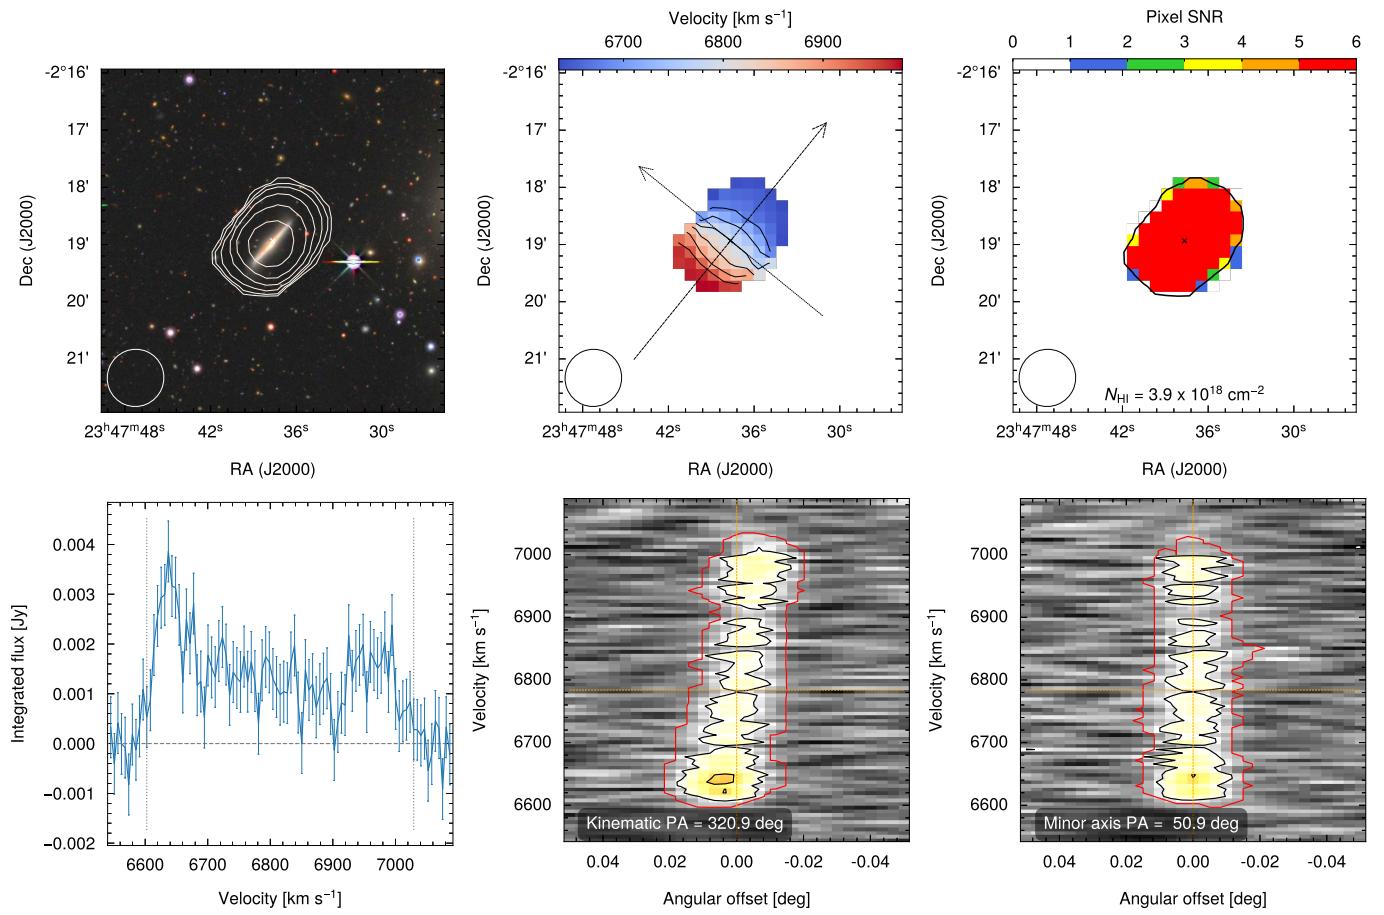 Velocity [km s⁻¹]
6700 6800 6900
Pixel SNR
0 1 2 3 4 5 6
-2°16'
17'
18'
19'
20'
21'
Dec (J2000)
23ʰ47ᵐ48ˢ 42ˢ 36ˢ 30ˢ
RA (J2000)
-2°16'
17'
18'
19'
20'
21'
Dec (J2000)
23ʰ47ᵐ48ˢ 42ˢ 36ˢ 30ˢ
RA (J2000)
-2°16'
17'
18'
19'
20'
21'
Dec (J2000)
N_HI = 3.9 x 10¹⁸ cm⁻²
23ʰ47ᵐ48ˢ 42ˢ 36ˢ 30ˢ
RA (J2000)
0.004
0.003
0.002
0.001
0.000
−0.001
−0.002
Integrated flux [Jy]
6600 6700 6800 6900 7000
Velocity [km s⁻¹]
7000
6900
6800
6700
6600
Velocity [km s⁻¹]
Kinematic PA = 320.9 deg
0.04 0.02 0.00 -0.02 -0.04
Angular offset [deg]
7000
6900
6800
6700
6600
Velocity [km s⁻¹]
Minor axis PA = 50.9 deg
0.04 0.02 0.00 -0.02 -0.04
Angular offset [deg]